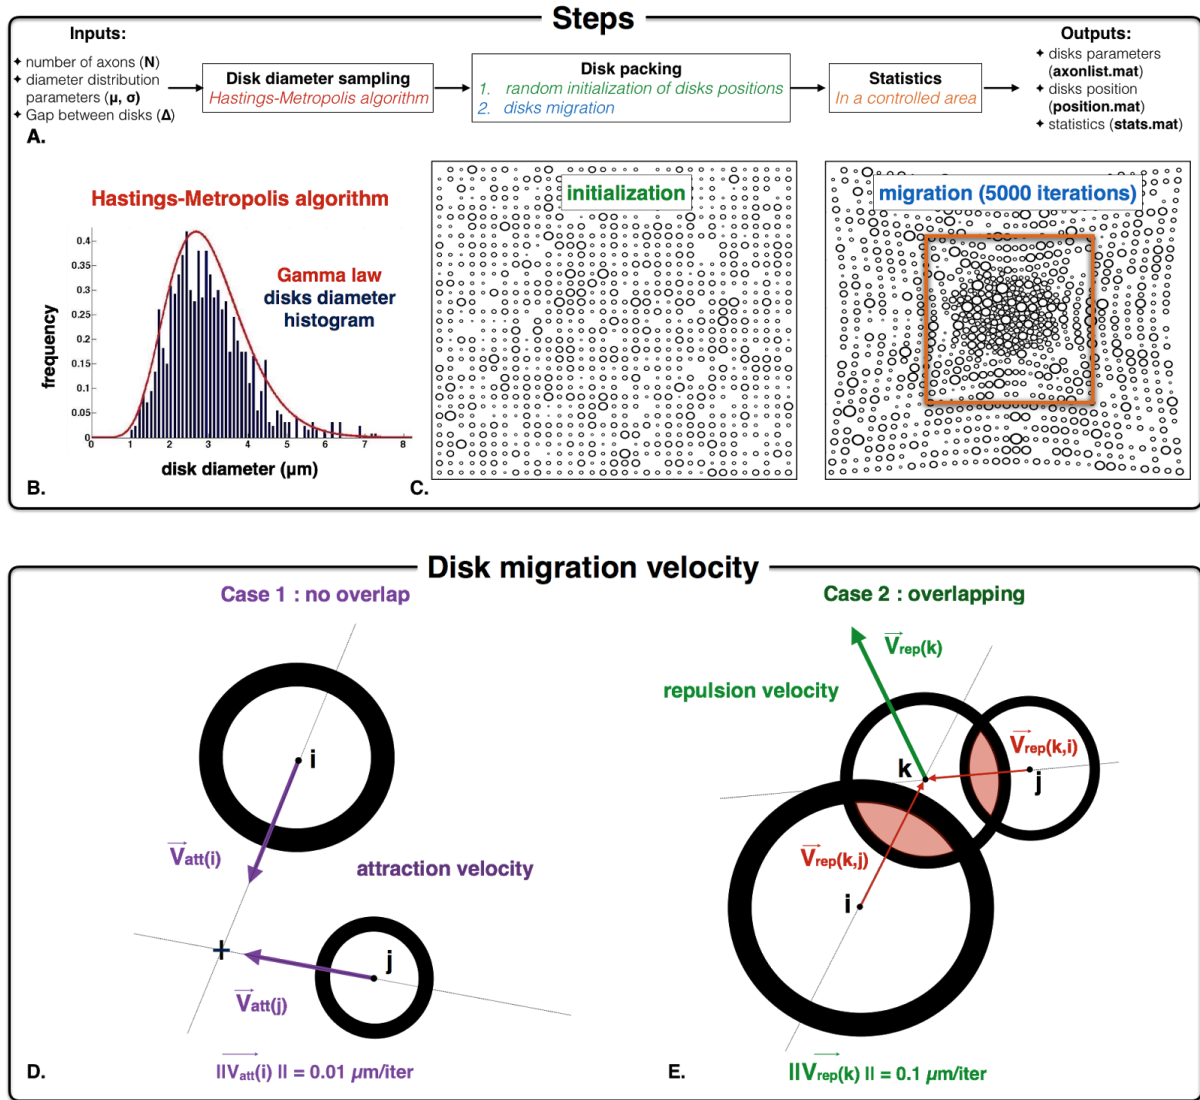 Steps
Inputs:
✦ number of axons (N)
✦ diameter distribution
parameters (μ, σ)
✦ Gap between disks (Δ)
Disk diameter sampling
Hastings-Metropolis algorithm
Disk packing
1. random initialization of disks positions
2. disks migration
Statistics
In a controlled area
Outputs:
✦ disks parameters
(axonlist.mat)
✦ disks position
(position.mat)
✦ statistics (stats.mat)
A.
Hastings-Metropolis algorithm
Gamma law
disks diameter
histogram
frequency
0.4
0.35
0.3
0.25
0.2
0.15
0.1
0.05
0
0 1 2 3 4 5 6 7 8
disk diameter (μm)
B.
initialization
migration (5000 iterations)
C.
Disk migration velocity
Case 1 : no overlap
i
Vatt(i)
attraction velocity
j
Vatt(j)
||Vatt(i) || = 0.01 μm/iter
D.
Case 2 : overlapping
Vrep(k)
repulsion velocity
k
Vrep(k,i)
j
Vrep(k,j)
i
||Vrep(k) || = 0.1 μm/iter
E.